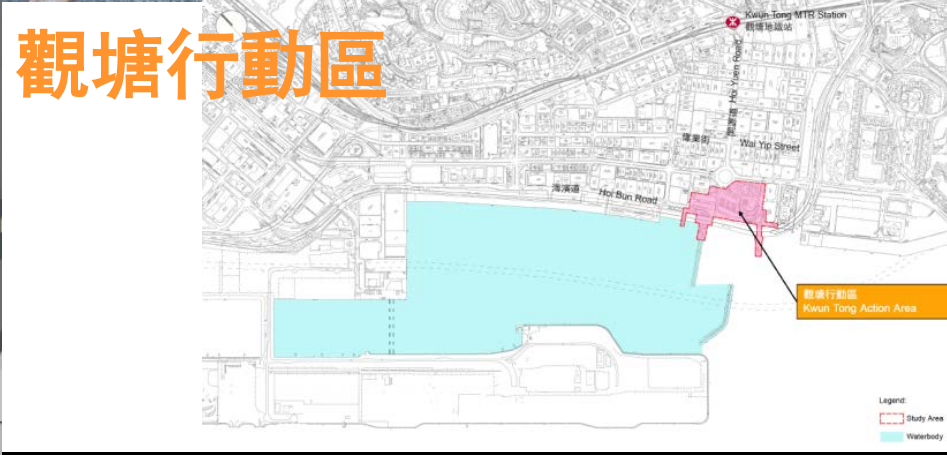 觀塘行動區
Kwun Tong MTR Station
觀塘地鐵站
開源道 Hoi Yuen Road
偉業街
Wai Yip Street
海濱道
Hoi Bun Road
觀塘行動區
Kwun Tong Action Area
Legend:
Study Area
Waterbody